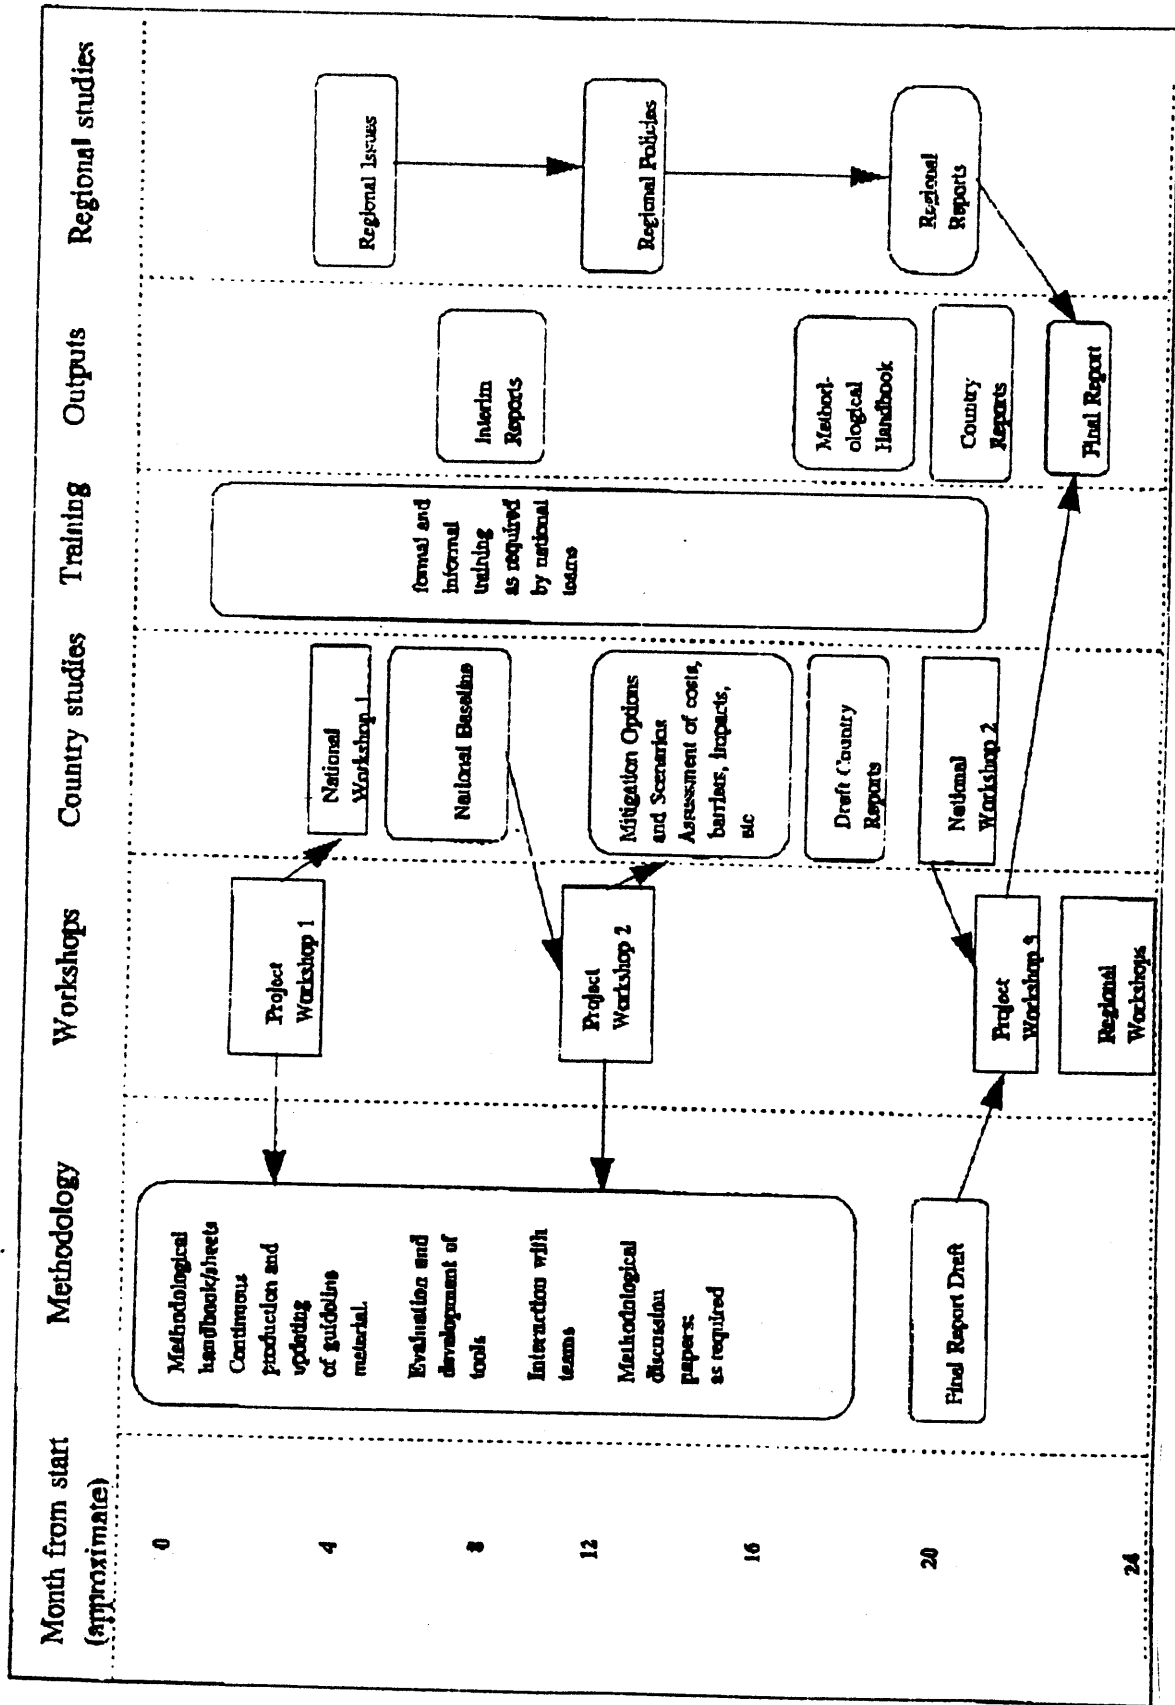 Month from start
(approximate)
Methodology
Workshops
Country studies
Training
Outputs
Regional studies
0
4
8
12
16
20
24
Methodological
handbook/sheets
Continuous
production and
updating
of guideline
material.
Evaluation and
development of
tools
Interaction with
teams
Methodological
discussion
papers:
as required
Final Report Draft
Project
Workshop 1
Project
Workshop 2
Project
Workshop 3
Regional
Workshops
National
Workshop 1
National Baseline
Mitigation Options
and Scenarios
Assessment of costs,
barriers, impacts,
etc
Draft Country
Reports
National
Workshop 2
formal and
informal
training
as required
by national
teams
Interim
Reports
Method-
ological
Handbook
Country
Reports
Final Report
Regional Issues
Regional Policies
Regional
Reports